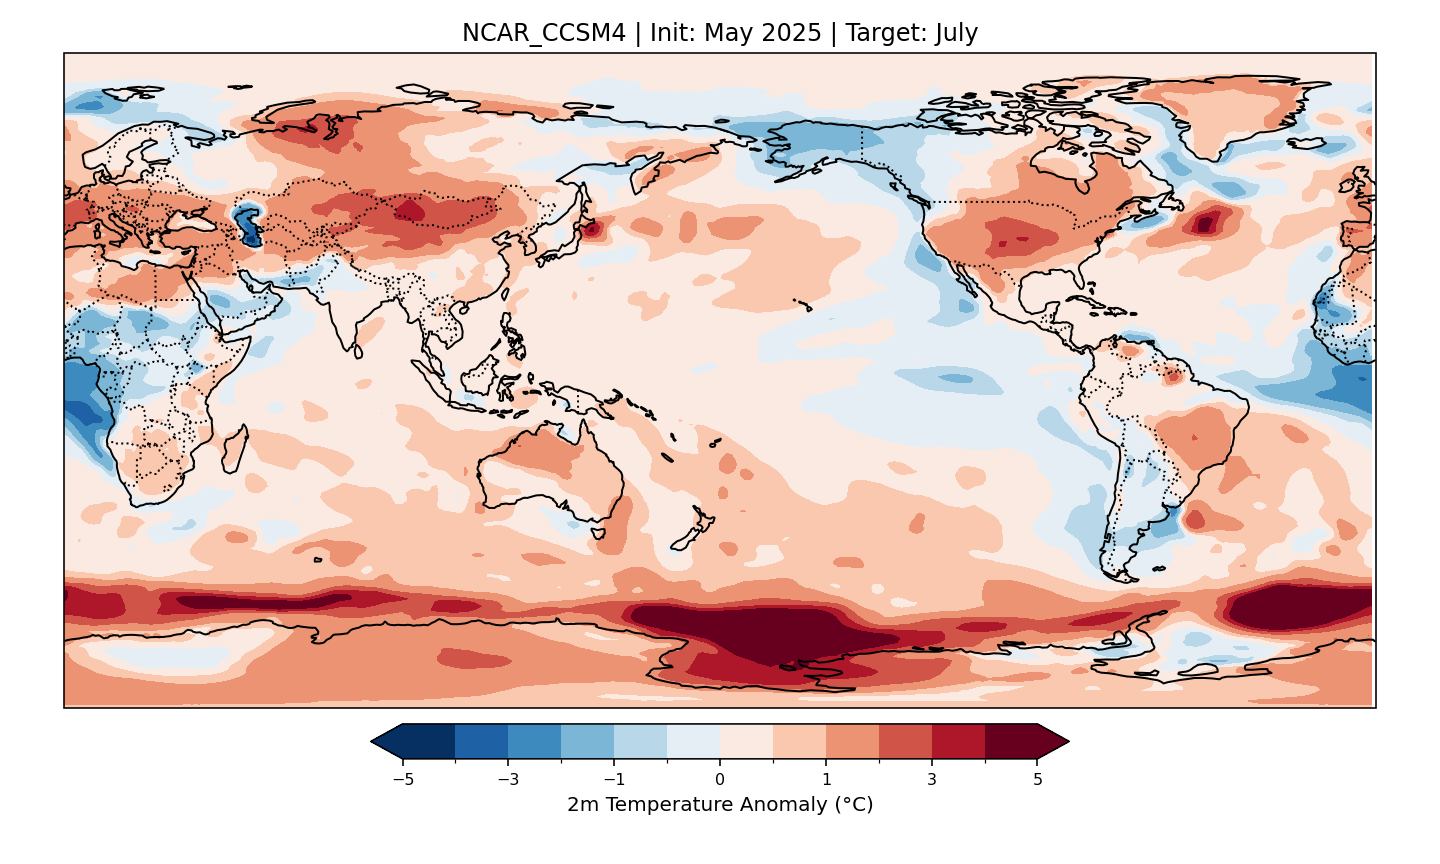 NCAR_CCSM4 | Init: May 2025 | Target: July
−5 −3 −1 0 1 3 5
2m Temperature Anomaly (°C)